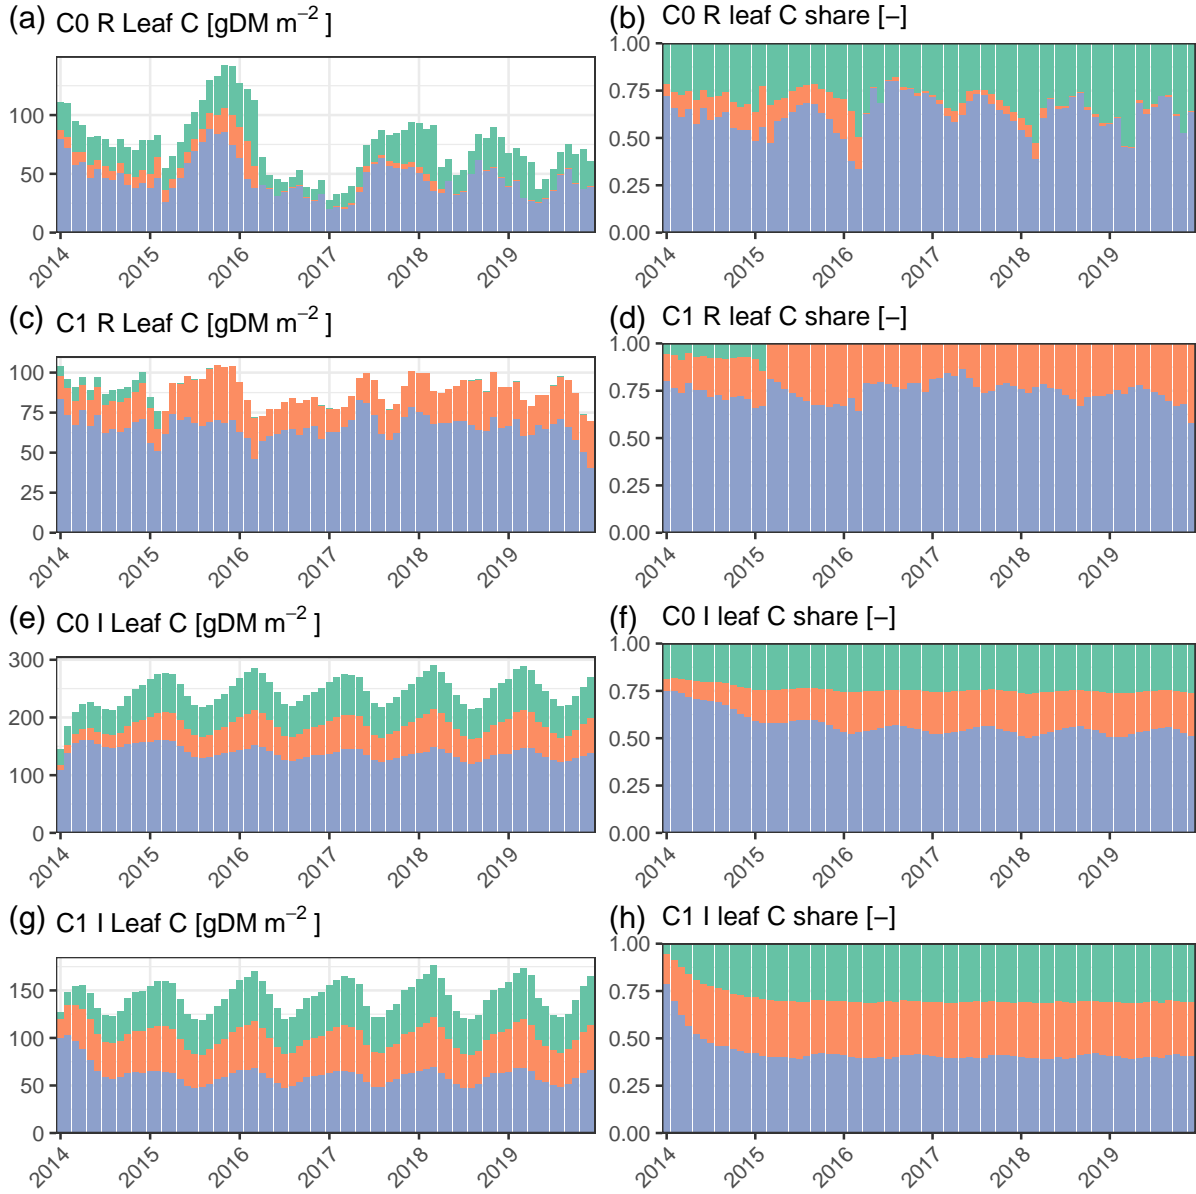 (a) C0 R Leaf C [gDM m⁻² ]
100
50
0
2014 2015 2016 2017 2018 2019
(b) C0 R leaf C share [−]
1.00
0.75
0.50
0.25
0.00
2014 2015 2016 2017 2018 2019
(c) C1 R Leaf C [gDM m⁻² ]
100
75
50
25
0
2014 2015 2016 2017 2018 2019
(d) C1 R leaf C share [−]
1.00
0.75
0.50
0.25
0.00
2014 2015 2016 2017 2018 2019
(e) C0 I Leaf C [gDM m⁻² ]
300
200
100
0
2014 2015 2016 2017 2018 2019
(f) C0 I leaf C share [−]
1.00
0.75
0.50
0.25
0.00
2014 2015 2016 2017 2018 2019
(g) C1 I Leaf C [gDM m⁻² ]
150
100
50
0
2014 2015 2016 2017 2018 2019
(h) C1 I leaf C share [−]
1.00
0.75
0.50
0.25
0.00
2014 2015 2016 2017 2018 2019